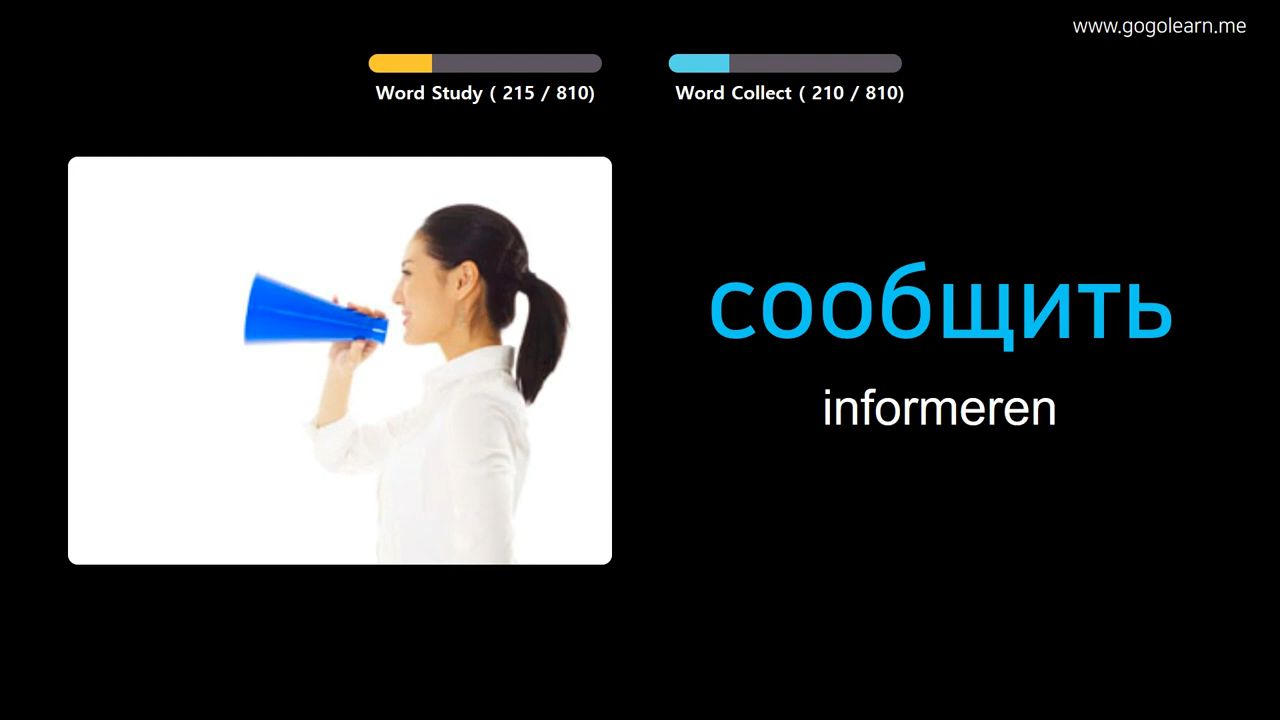 www.gogolearn.me
Word Study ( 215 / 810)
Word Collect ( 210 / 810)
сообщить
informeren